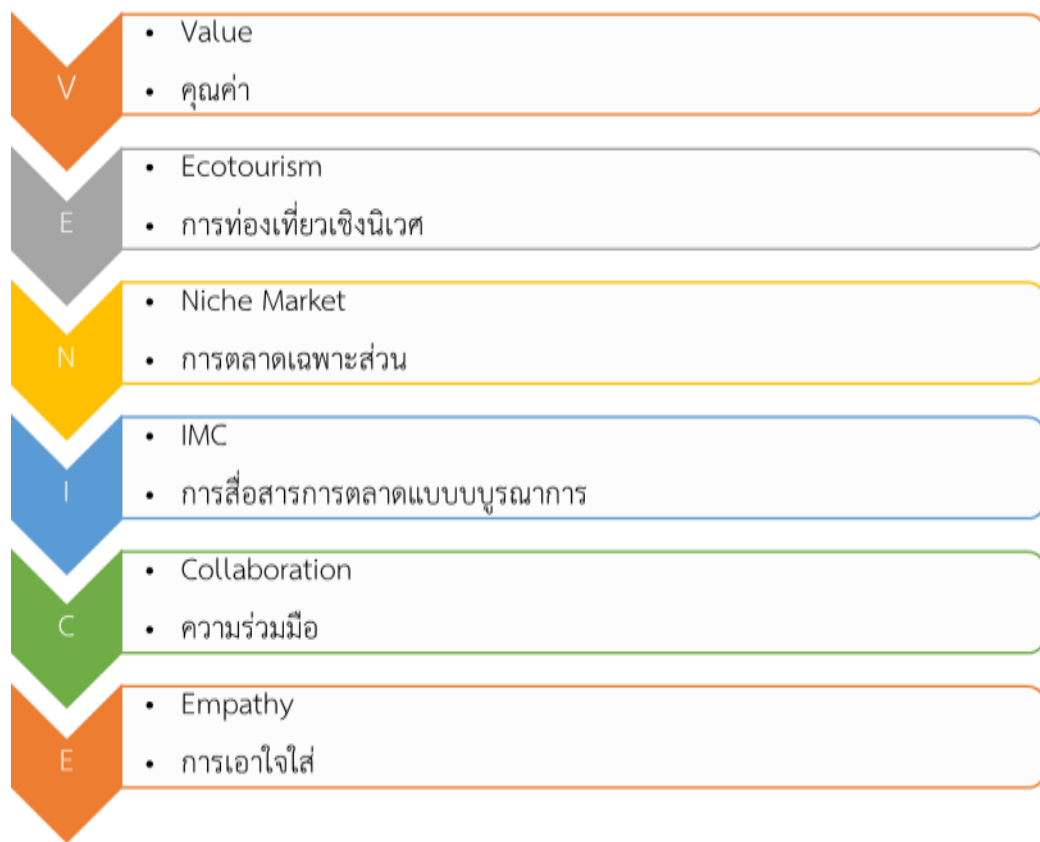 V
• Value
• คุณค่า
E
• Ecotourism
• การท่องเที่ยวเชิงนิเวศ
N
• Niche Market
• การตลาดเฉพาะส่วน
I
• IMC
• การสื่อสารการตลาดแบบบบูรณาการ
C
• Collaboration
• ความร่วมมือ
E
• Empathy
• การเอาใจใส่